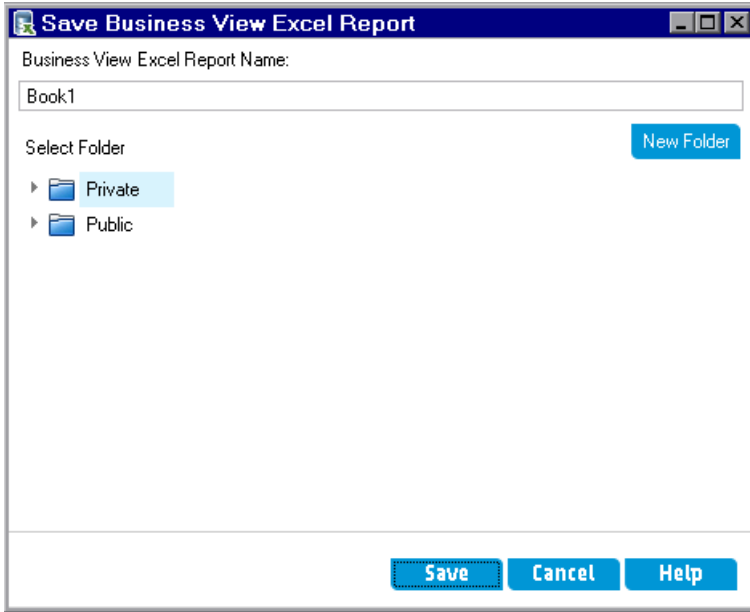 Save Business View Excel Report
Business View Excel Report Name:
Book1
New Folder
Select Folder
Private
Public
Save Cancel Help